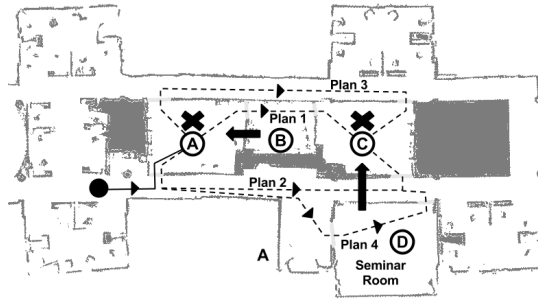 Plan 3
Plan 1
A
B
C
Plan 2
Plan 4
D
A
Seminar
Room